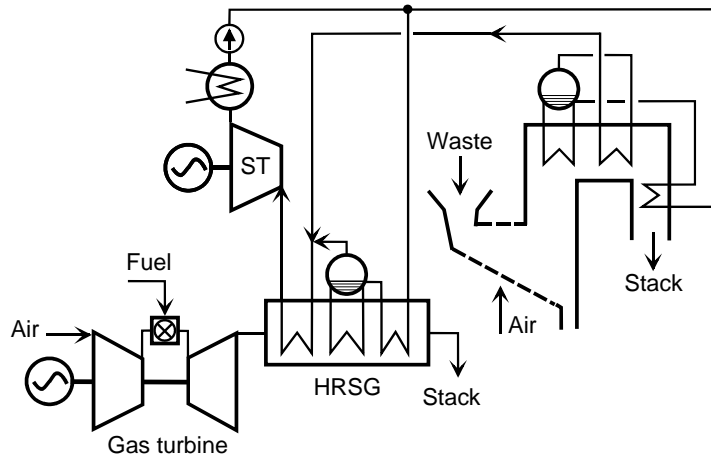 ST
Waste
Fuel
Air
Air
Stack
HRSG
Stack
Gas turbine